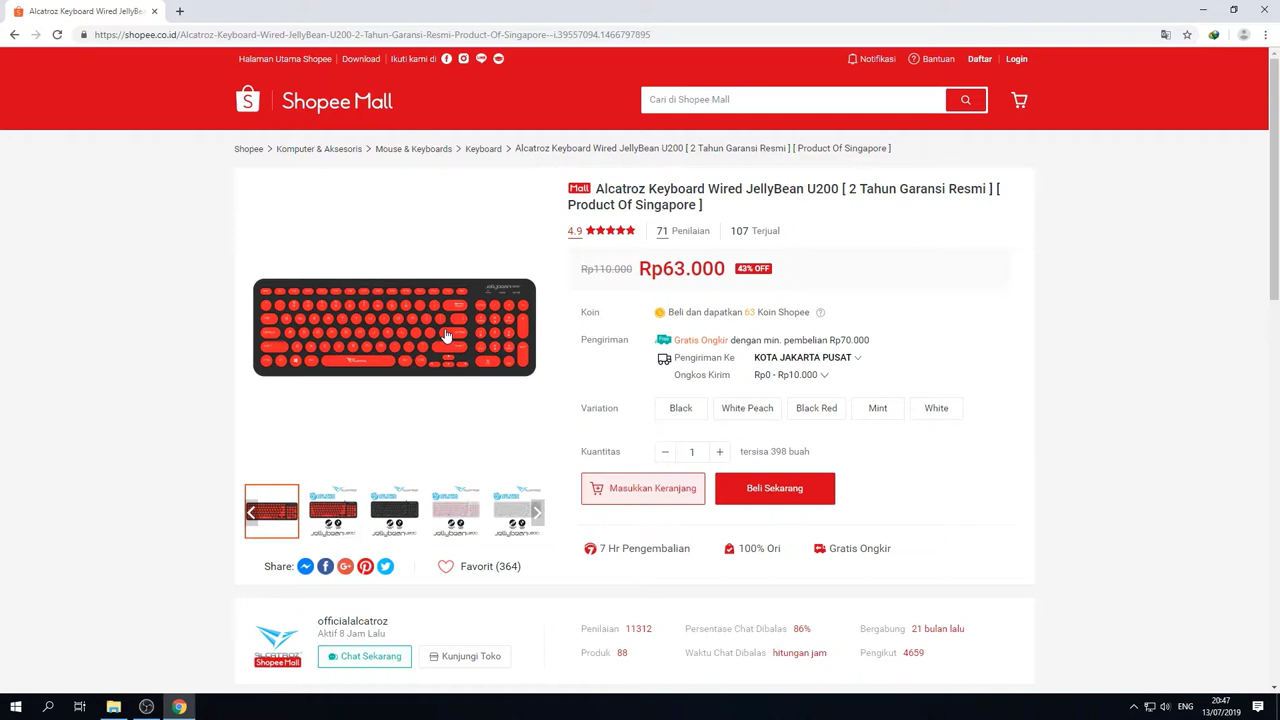 Alcatroz Keyboard Wired JellyBea
https://shopee.co.id/Alcatroz-Keyboard-Wired-JellyBean-U200-2-Tahun-Garansi-Resmi-Product-Of-Singapore--i.39557094.1466797895
Halaman Utama Shopee
Download
Ikuti kami di
Notifikasi
Bantuan
Daftar
Login
Shopee Mall
Cari di Shopee Mall
Shopee > Komputer & Aksesoris > Mouse & Keyboards > Keyboard > Alcatroz Keyboard Wired JellyBean U200 [ 2 Tahun Garansi Resmi ] [ Product Of Singapore ]
Mall Alcatroz Keyboard Wired JellyBean U200 [ 2 Tahun Garansi Resmi ] [
Product Of Singapore ]
4.9
71 Penilaian
107 Terjual
Rp110.000 Rp63.000 43% OFF
Koin
Beli dan dapatkan 63 Koin Shopee
Pengiriman
Gratis Ongkir dengan min. pembelian Rp70.000
Pengiriman Ke KOTA JAKARTA PUSAT
Ongkos Kirim Rp0 - Rp10.000
Variation
Black
White Peach
Black Red
Mint
White
Kuantitas
− 1 +
tersisa 398 buah
Masukkan Keranjang
Beli Sekarang
7 Hr Pengembalian
100% Ori
Gratis Ongkir
Share:
Favorit (364)
officialalcatroz
Aktif 8 Jam Lalu
Chat Sekarang
Kunjungi Toko
ALCATROZ
Shopee Mall
Penilaian 11312
Persentase Chat Dibalas 86%
Bergabung 21 bulan lalu
Produk 88
Waktu Chat Dibalas hitungan jam
Pengikut 4659
ENG
20:47
13/07/2019